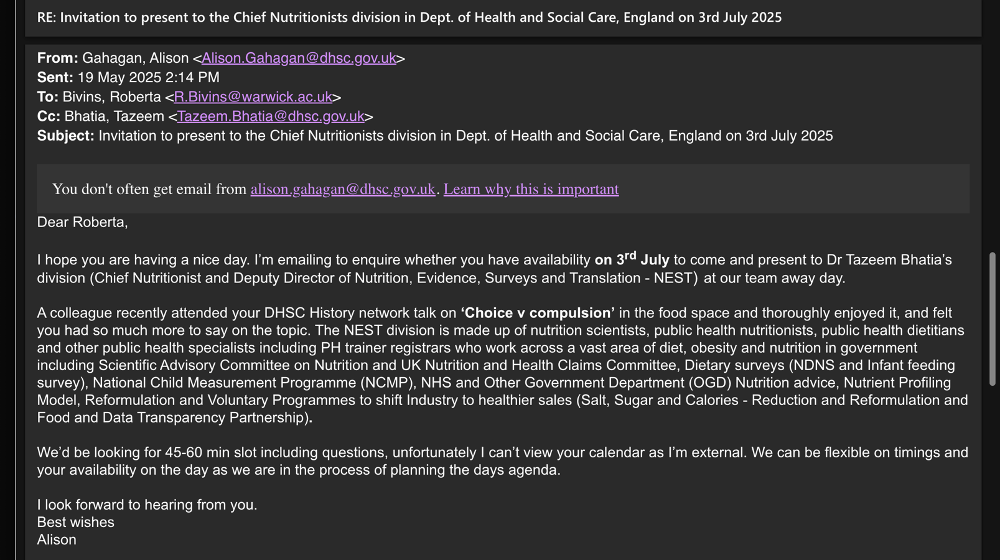 RE: Invitation to present to the Chief Nutritionists division in Dept. of Health and Social Care, England on 3rd July 2025
From: Gahagan, Alison <Alison.Gahagan@dhsc.gov.uk>
Sent: 19 May 2025 2:14 PM
To: Bivins, Roberta <R.Bivins@warwick.ac.uk>
Cc: Bhatia, Tazeem <Tazeem.Bhatia@dhsc.gov.uk>
Subject: Invitation to present to the Chief Nutritionists division in Dept. of Health and Social Care, England on 3rd July 2025
You don't often get email from alison.gahagan@dhsc.gov.uk. Learn why this is important
Dear Roberta,
I hope you are having a nice day. I’m emailing to enquire whether you have availability on 3rd July to come and present to Dr Tazeem Bhatia’s
division (Chief Nutritionist and Deputy Director of Nutrition, Evidence, Surveys and Translation - NEST) at our team away day.
A colleague recently attended your DHSC History network talk on ‘Choice v compulsion’ in the food space and thoroughly enjoyed it, and felt
you had so much more to say on the topic. The NEST division is made up of nutrition scientists, public health nutritionists, public health dietitians
and other public health specialists including PH trainer registrars who work across a vast area of diet, obesity and nutrition in government
including Scientific Advisory Committee on Nutrition and UK Nutrition and Health Claims Committee, Dietary surveys (NDNS and Infant feeding
survey), National Child Measurement Programme (NCMP), NHS and Other Government Department (OGD) Nutrition advice, Nutrient Profiling
Model, Reformulation and Voluntary Programmes to shift Industry to healthier sales (Salt, Sugar and Calories - Reduction and Reformulation and
Food and Data Transparency Partnership).
We’d be looking for 45-60 min slot including questions, unfortunately I can’t view your calendar as I’m external. We can be flexible on timings and
your availability on the day as we are in the process of planning the days agenda.
I look forward to hearing from you.
Best wishes
Alison